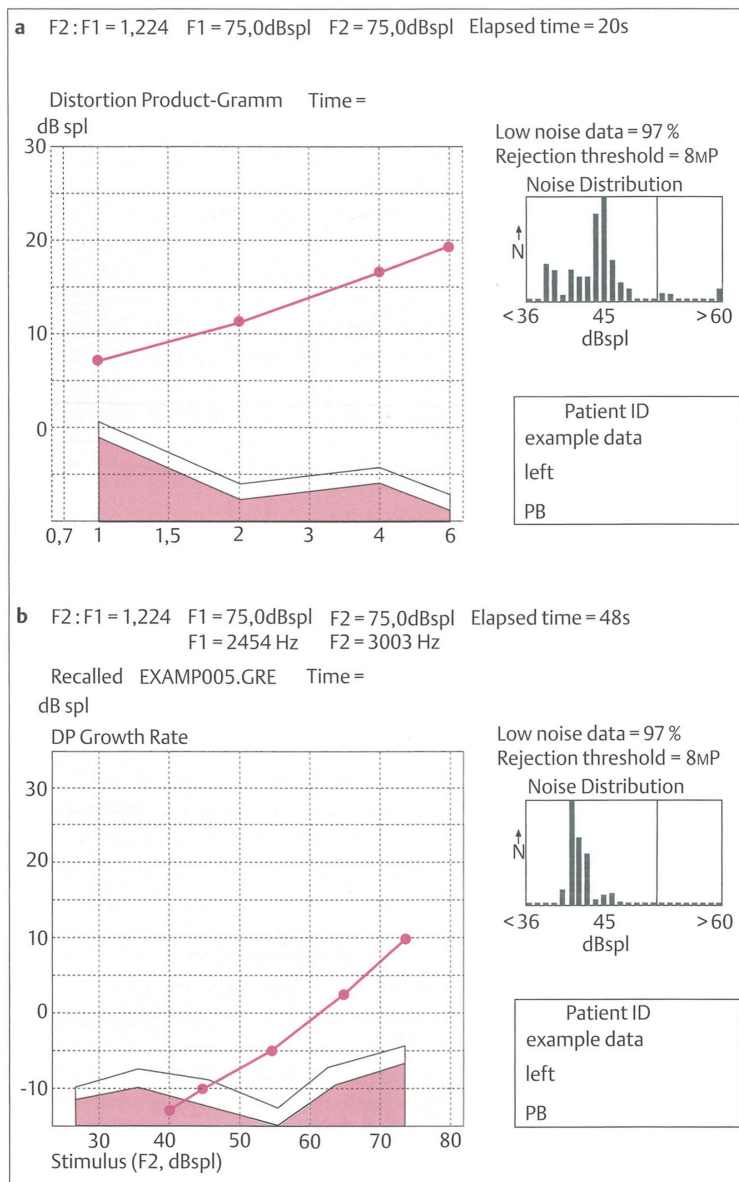 a F2 : F1 = 1,224 F1 = 75,0dBspl F2 = 75,0dBspl Elapsed time = 20s
Distortion Product-Gramm Time =
dB spl
30
20
10
0
0,7 1 1,5 2 3 4 6
Low noise data = 97 %
Rejection threshold = 8MP
Noise Distribution
N
<36 45 >60
dBspl
Patient ID
example data
left
PB
b F2 : F1 = 1,224 F1 = 75,0dBspl F2 = 75,0dBspl Elapsed time = 48s
F1 = 2454 Hz F2 = 3003 Hz
Recalled EXAMP005.GRE Time =
dB spl
DP Growth Rate
30
20
10
0
-10
30 40 50 60 70 80
Stimulus (F2, dBspl)
Low noise data = 97 %
Rejection threshold = 8MP
Noise Distribution
N
<36 45 >60
dBspl
Patient ID
example data
left
PB